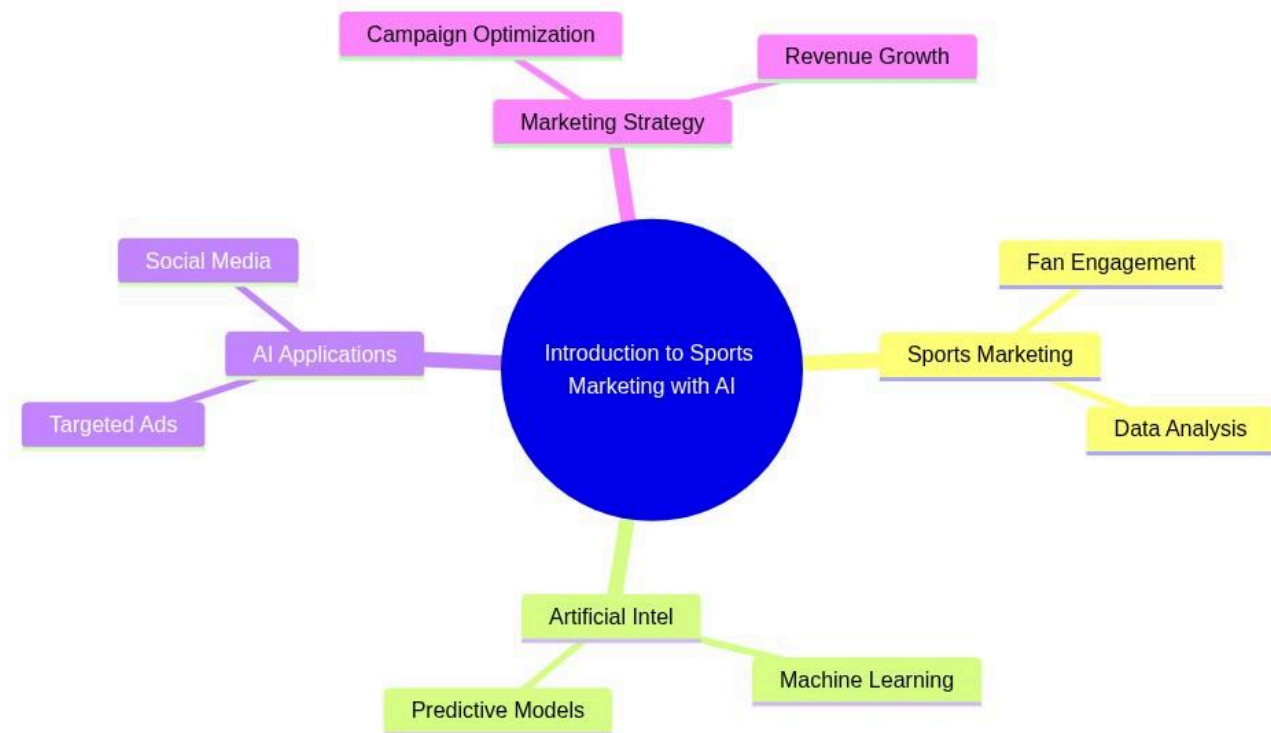 Campaign Optimization
Revenue Growth
Marketing Strategy
Social Media
Fan Engagement
AI Applications
Introduction to Sports
Marketing with AI
Sports Marketing
Targeted Ads
Data Analysis
Artificial Intel
Machine Learning
Predictive Models